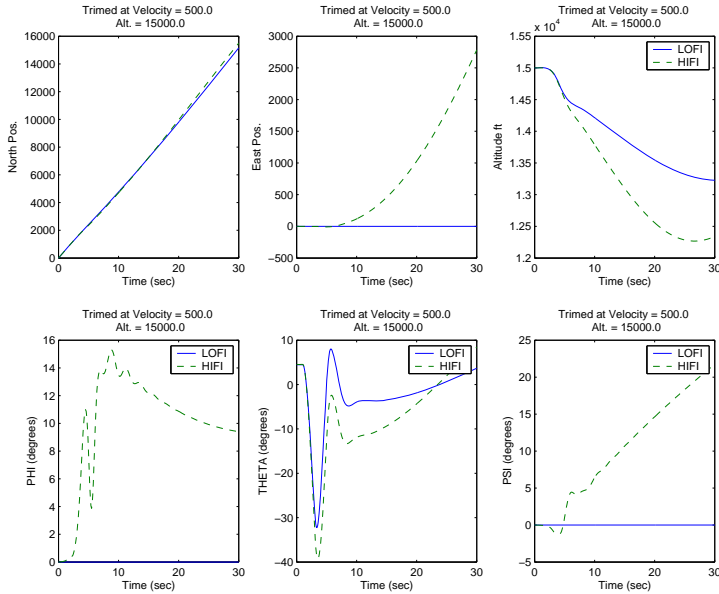 Trimed at Velocity = 500.0
Alt. = 15000.0
16000
14000
12000
10000
8000
6000
4000
2000
0
North Pos.
0 10 20 30
Time (sec)
Trimed at Velocity = 500.0
Alt. = 15000.0
3000
2500
2000
1500
1000
500
0
−500
East Pos.
0 10 20 30
Time (sec)
x 10^4
Trimed at Velocity = 500.0
Alt. = 15000.0
1.55
1.5
1.45
1.4
1.35
1.3
1.25
1.2
Altitude ft
LOFI
HIFI
0 10 20 30
Time (sec)
Trimed at Velocity = 500.0
Alt. = 15000.0
16
14
12
10
8
6
4
2
0
PHI (degrees)
LOFI
HIFI
0 10 20 30
Time (sec)
Trimed at Velocity = 500.0
Alt. = 15000.0
10
0
−10
−20
−30
−40
THETA (degrees)
LOFI
HIFI
0 10 20 30
Time (sec)
Trimed at Velocity = 500.0
Alt. = 15000.0
25
20
15
10
5
0
−5
PSI (degrees)
LOFI
HIFI
0 10 20 30
Time (sec)